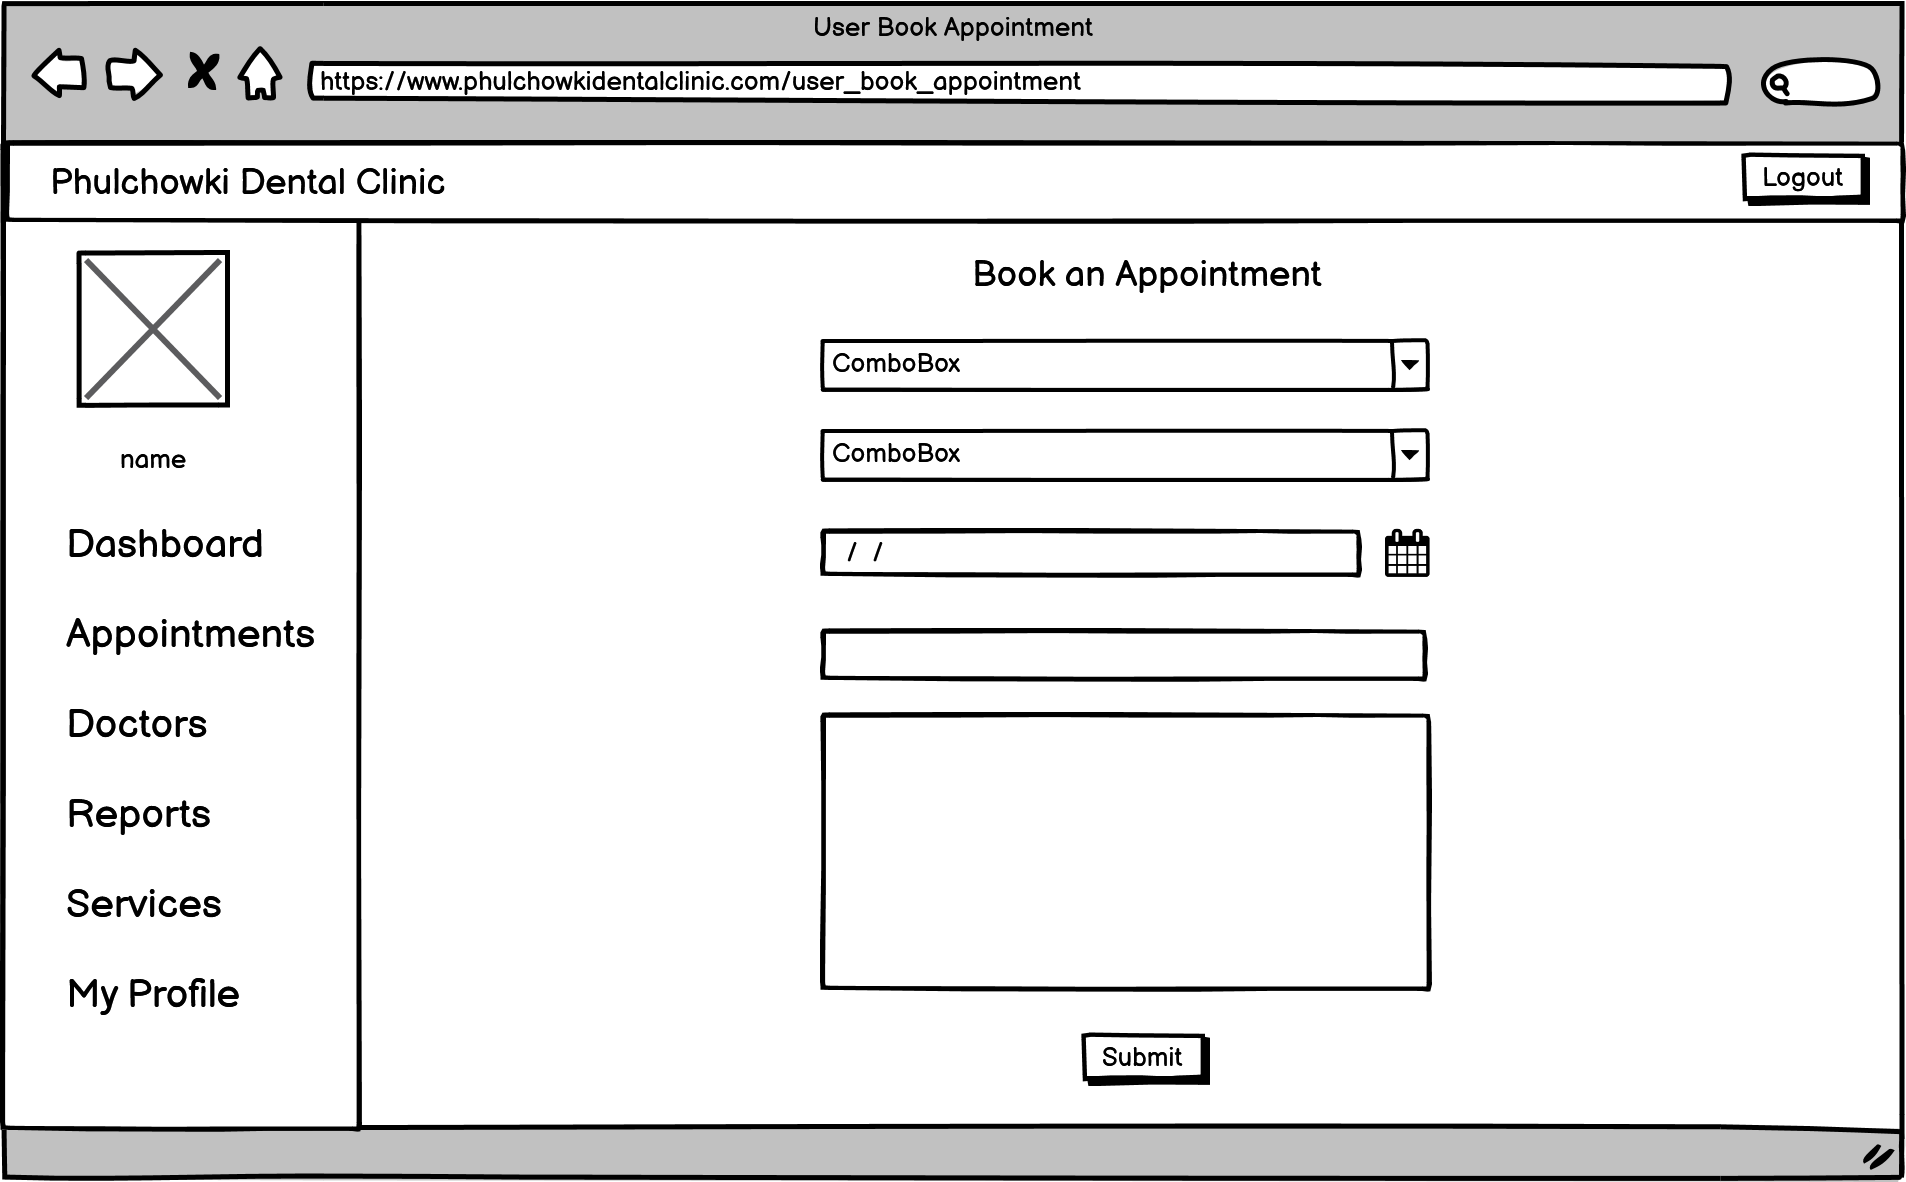 User Book Appointment
https://www.phulchowkidentalclinic.com/user_book_appointment
Phulchowki Dental Clinic
Logout
name
Dashboard
Appointments
Doctors
Reports
Services
My Profile
Book an Appointment
ComboBox
ComboBox
/ /
Submit